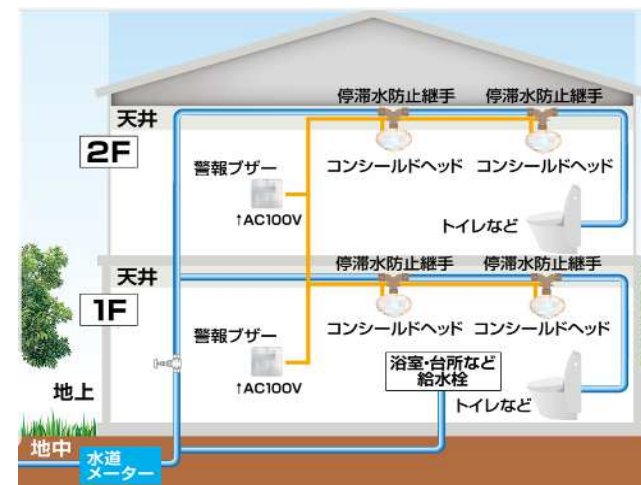 停滞水防止継手
停滞水防止継手
天井
2F
警報ブザー
コンシールドヘッド
コンシールドヘッド
↑AC100V
トイレなど
停滞水防止継手
停滞水防止継手
天井
1F
コンシールドヘッド
コンシールドヘッド
警報ブザー
浴室・台所など
給水栓
↑AC100V
地上
トイレなど
地中
水道
メーター